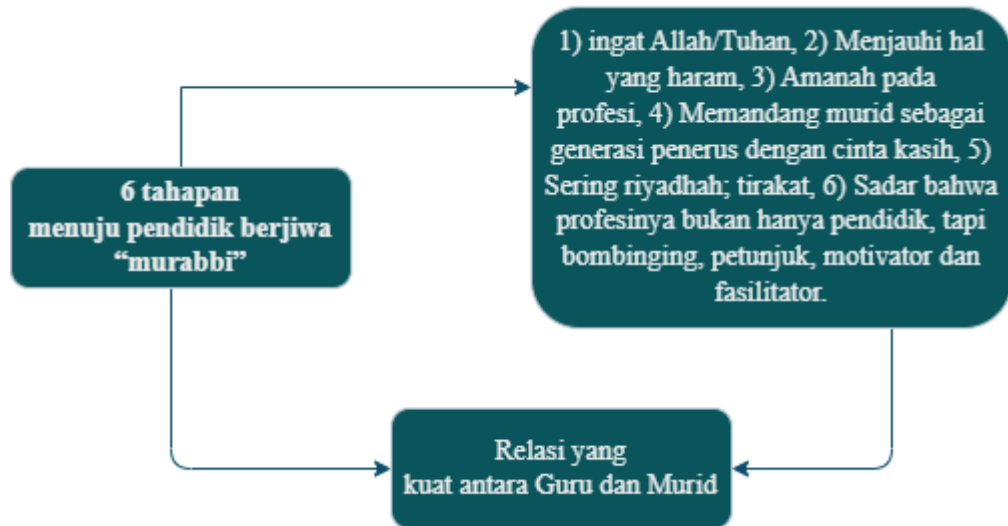 6 tahapan
menuju pendidik berjiwa
“murabbi”
1) ingat Allah/Tuhan, 2) Menjauhi hal
yang haram, 3) Amanah pada
profesi, 4) Memandang murid sebagai
generasi penerus dengan cinta kasih, 5)
Sering riyadhah; tirakat, 6) Sadar bahwa
profesinya bukan hanya pendidik, tapi
bombinging, petunjuk, motivator dan
fasilitator.
Relasi yang
kuat antara Guru dan Murid